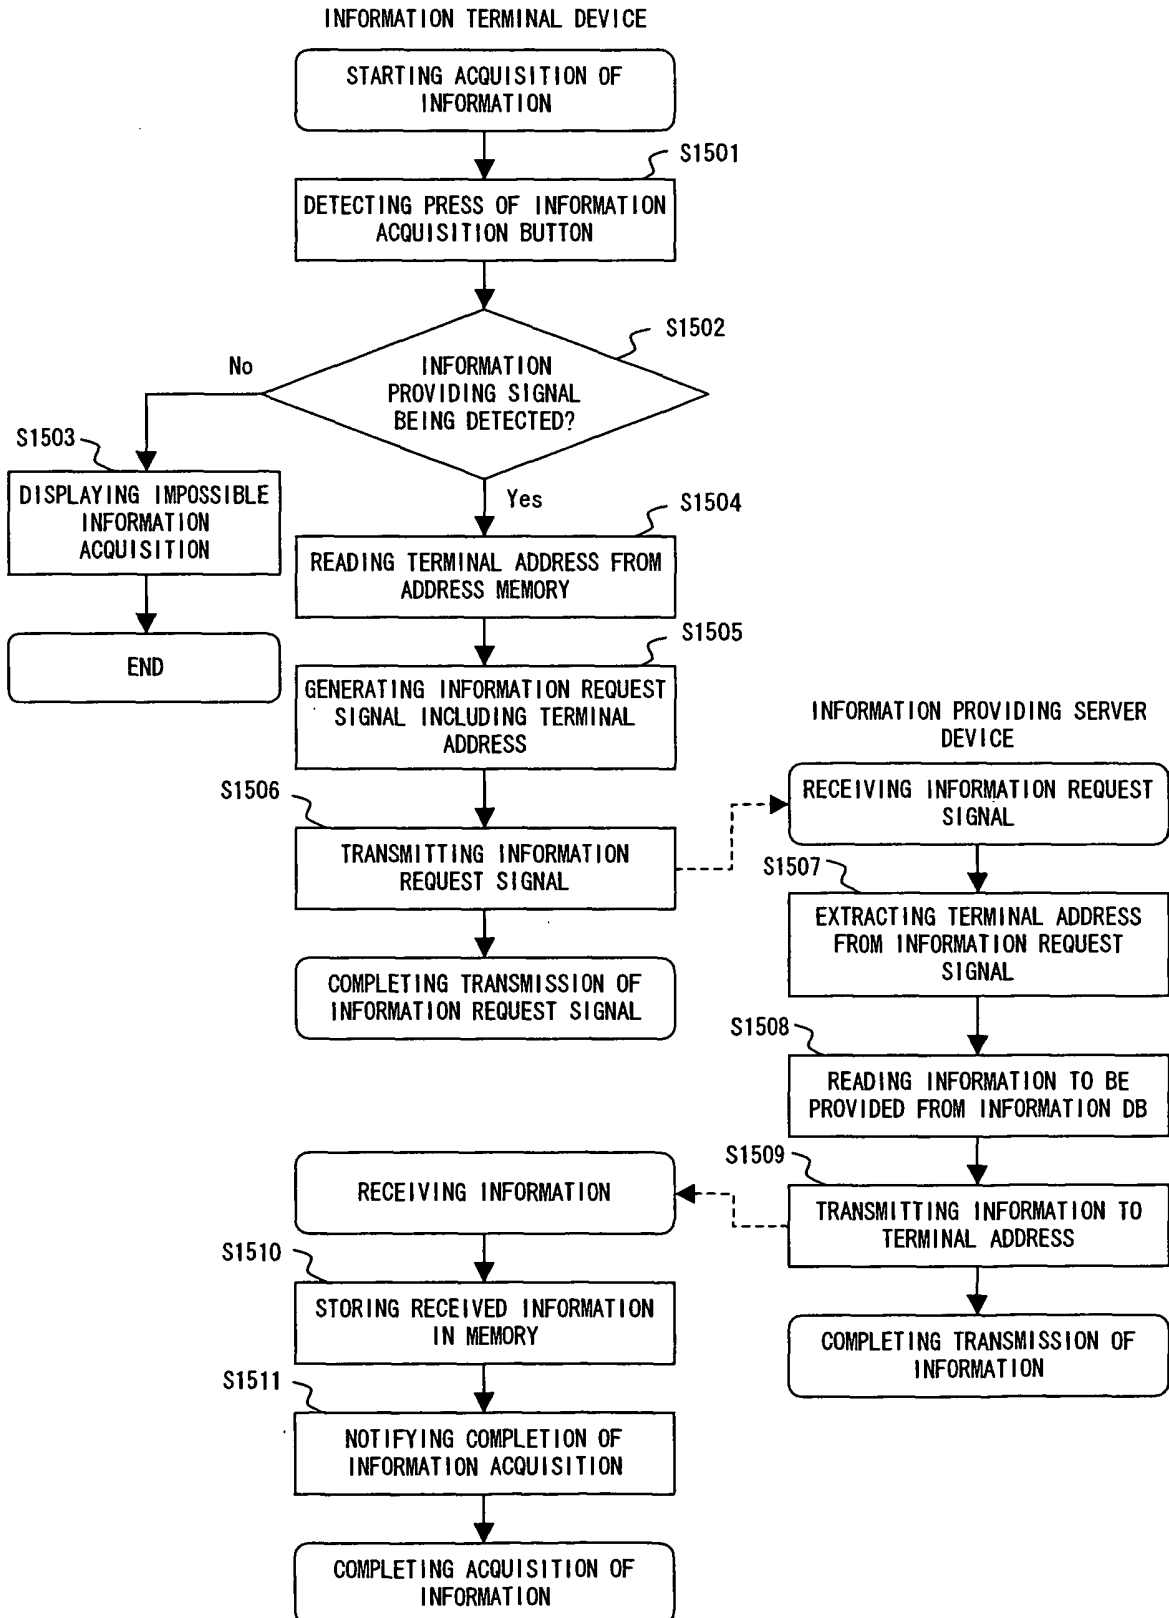 INFORMATION TERMINAL DEVICE
STARTING ACQUISITION OF
INFORMATION
S1501
DETECTING PRESS OF INFORMATION
ACQUISITION BUTTON
S1502
INFORMATION
PROVIDING SIGNAL
BEING DETECTED?
No
S1503
DISPLAYING IMPOSSIBLE
INFORMATION
ACQUISITION
END
Yes
S1504
READING TERMINAL ADDRESS FROM
ADDRESS MEMORY
S1505
GENERATING INFORMATION REQUEST
SIGNAL INCLUDING TERMINAL
ADDRESS
S1506
TRANSMITTING INFORMATION
REQUEST SIGNAL
COMPLETING TRANSMISSION OF
INFORMATION REQUEST SIGNAL
INFORMATION PROVIDING SERVER
DEVICE
RECEIVING INFORMATION REQUEST
SIGNAL
S1507
EXTRACTING TERMINAL ADDRESS
FROM INFORMATION REQUEST
SIGNAL
S1508
READING INFORMATION TO BE
PROVIDED FROM INFORMATION DB
S1509
TRANSMITTING INFORMATION TO
TERMINAL ADDRESS
COMPLETING TRANSMISSION OF
INFORMATION
RECEIVING INFORMATION
S1510
STORING RECEIVED INFORMATION
IN MEMORY
S1511
NOTIFYING COMPLETION OF
INFORMATION ACQUISITION
COMPLETING ACQUISITION OF
INFORMATION